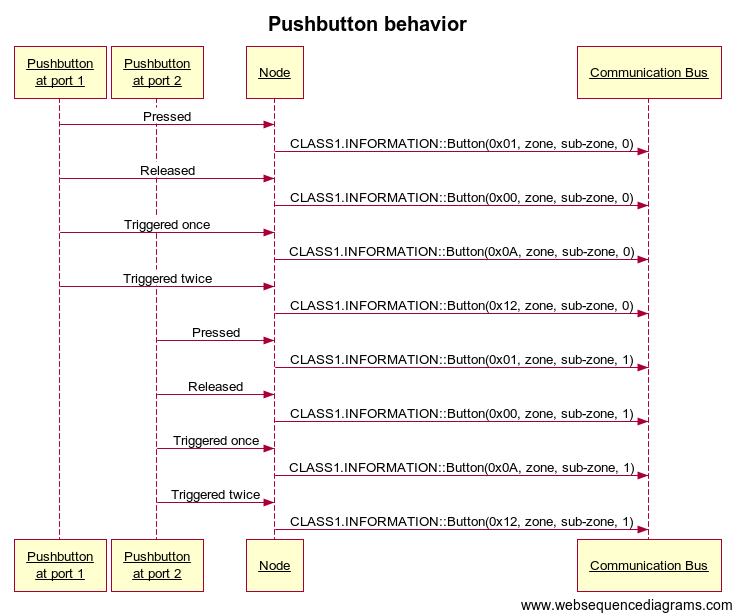 Pushbutton behavior
Pushbutton
at port 1
Pushbutton
at port 2
Node
Communication Bus
Pressed
CLASS1.INFORMATION::Button(0x01, zone, sub-zone, 0)
Released
CLASS1.INFORMATION::Button(0x00, zone, sub-zone, 0)
Triggered once
CLASS1.INFORMATION::Button(0x0A, zone, sub-zone, 0)
Triggered twice
CLASS1.INFORMATION::Button(0x12, zone, sub-zone, 0)
Pressed
CLASS1.INFORMATION::Button(0x01, zone, sub-zone, 1)
Released
CLASS1.INFORMATION::Button(0x00, zone, sub-zone, 1)
Triggered once
CLASS1.INFORMATION::Button(0x0A, zone, sub-zone, 1)
Triggered twice
CLASS1.INFORMATION::Button(0x12, zone, sub-zone, 1)
Pushbutton
at port 1
Pushbutton
at port 2
Node
Communication Bus
www.websequencediagrams.com